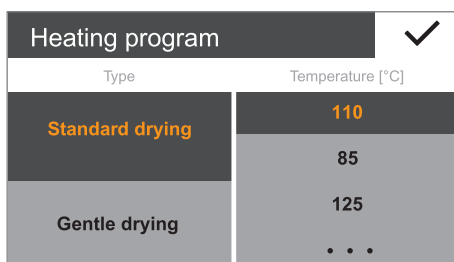 Heating program
Type
Temperature [°C]
Standard drying
110
85
125
Gentle drying
• • •